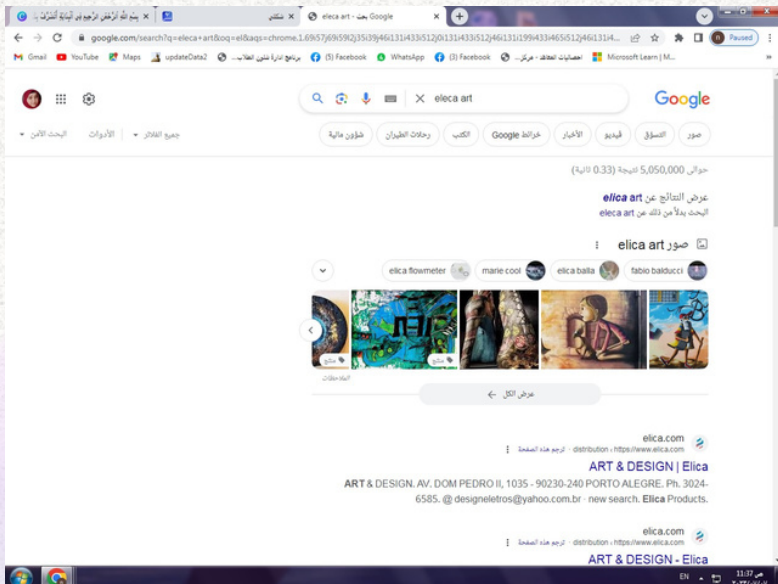 بسم الله الرحمن الرحيم
eleca art - بحث Google
google.com/search?q=eleca+art&oq=el&aqs=chrome.1.69i57j69i59l2j35i39j46i131i433i512j0i131i433i512j46i131i199i433i465i512j46i131i4...
Paused
Gmail
YouTube
Maps
updateData2
(5) Facebook
WhatsApp
(3) Facebook
Microsoft Learn | M...
eleca art
Google
صور
التسوّق
فيديو
الأخبار
خرائط Google
الكتب
رحلات الطيران
شؤون مالية
جميع الفلاتر
الأدوات
البحث الآمن
حوالى 5,050,000 نتيجة (0.33 ثانية)
عرض النتائج عن elica art
البحث بدلاً من ذلك عن eleca art
صور elica art
fabio balducci
elica balla
marie cool
elica flowmeter
منتج
منتج
الملاحظات
عرض الكل
elica.com
https://www.elica.com › distribution
ترجم هذه الصفحة
ART & DESIGN | Elica
ART & DESIGN. AV. DOM PEDRO II, 1035 - 90230-240 PORTO ALEGRE. Ph. 3024-
6585. @ designeletros@yahoo.com.br · new search. Elica Products.
elica.com
https://www.elica.com › distribution
ترجم هذه الصفحة
ART & DESIGN - Elica
EN
11:37 ص